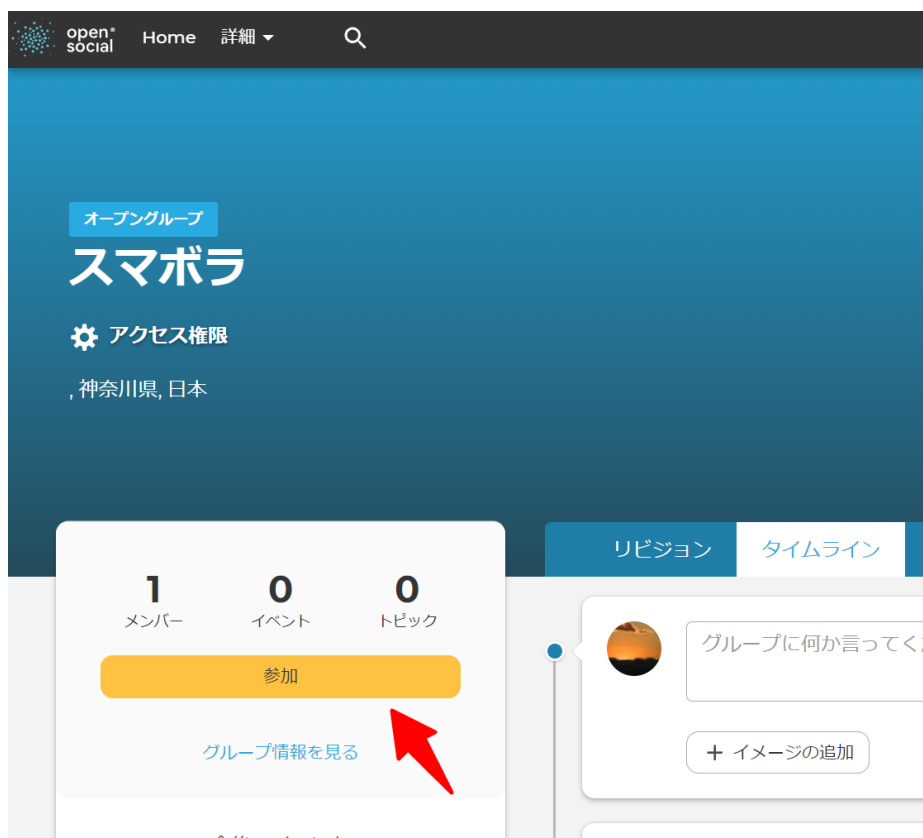 open social
Home 詳細
オープングループ
スマボラ
アクセス権限
, 神奈川県, 日本
リビジョン タイムライン
1 0 0
メンバー イベント トピック
参加
グループ情報を見る
グループに何か言ってく
+ イメージの追加